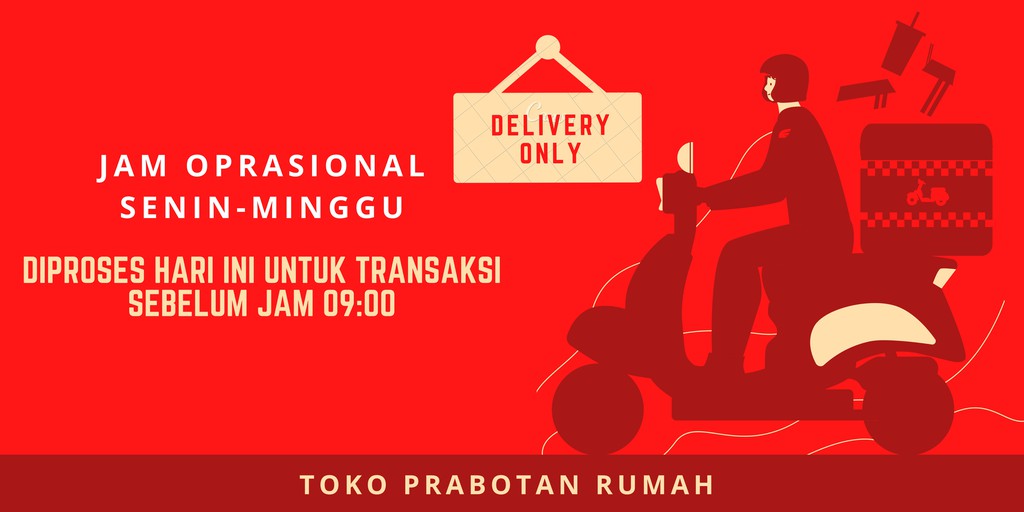 DELIVERY
ONLY
JAM OPRASIONAL
SENIN-MINGGU
DIPROSES HARI INI UNTUK TRANSAKSI
SEBELUM JAM 09:00
TOKO PRABOTAN RUMAH